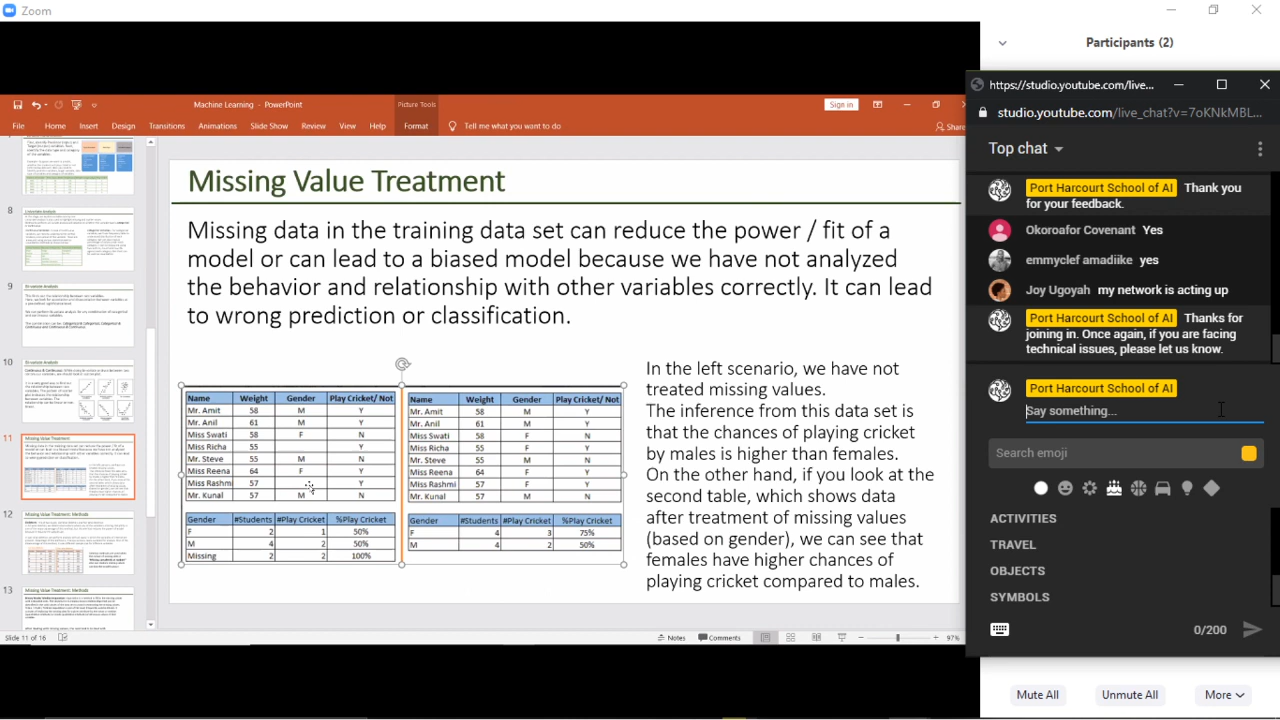 Zoom
Participants (2)
https://studio.youtube.com/live...
studio.youtube.com/live_chat?v=7oKNkMBL...
Top chat
Port Harcourt School of AI Thank you
for your feedback.
Okoroafor Covenant Yes
emmyclef amadiike yes
Joy Ugoyah my network is acting up
Port Harcourt School of AI Thanks for
joining in. Once again, if you are facing
technical issues, please let us know.
Port Harcourt School of AI
Say something...
Search emoji
ACTIVITIES
TRAVEL
OBJECTS
SYMBOLS
0/200
Mute All Unmute All More
Machine Learning - PowerPoint
Picture Tools
Sign in
File Home Insert Design Transitions Animations Slide Show Review View Help Format Tell me what you want to do
Share
8
9
10
11
12
13
Missing Value Treatment
Missing data in the training data set can reduce the power / fit of a
model or can lead to a biased model because we have not analyzed
the behavior and relationship with other variables correctly. It can lead
to wrong prediction or classification.
Name Weight Gender Play Cricket/ Not
Mr. Amit 58 M Y
Mr. Anil 61 M Y
Miss Swati 58 F N
Miss Richa 55 Y
Mr. Steve 55 M N
Miss Reena 64 F Y
Miss Rashmi 57 Y
Mr. Kunal 57 M N
Gender #Students #Play Cricket %Play Cricket
F 2 1 50%
M 4 2 50%
Missing 2 2 100%
Name Weight Gender Play Cricket/ Not
Mr. Amit 58 M Y
Mr. Anil 61 M Y
Miss Swati 58 F N
Miss Richa 55 F Y
Mr. Steve 55 M N
Miss Reena 64 F Y
Miss Rashmi 57 F Y
Mr. Kunal 57 M N
Gender #Students #Play Cricket %Play Cricket
F 4 3 75%
M 4 2 50%
In the left scenario, we have not
treated missing values.
The inference from this data set is
that the chances of playing cricket
by males is higher than females.
On the other hand, if you look at the
second table, which shows data
after treatment of missing values
(based on gender), we can see that
females have higher chances of
playing cricket compared to males.
Slide 11 of 16
Notes Comments
97%